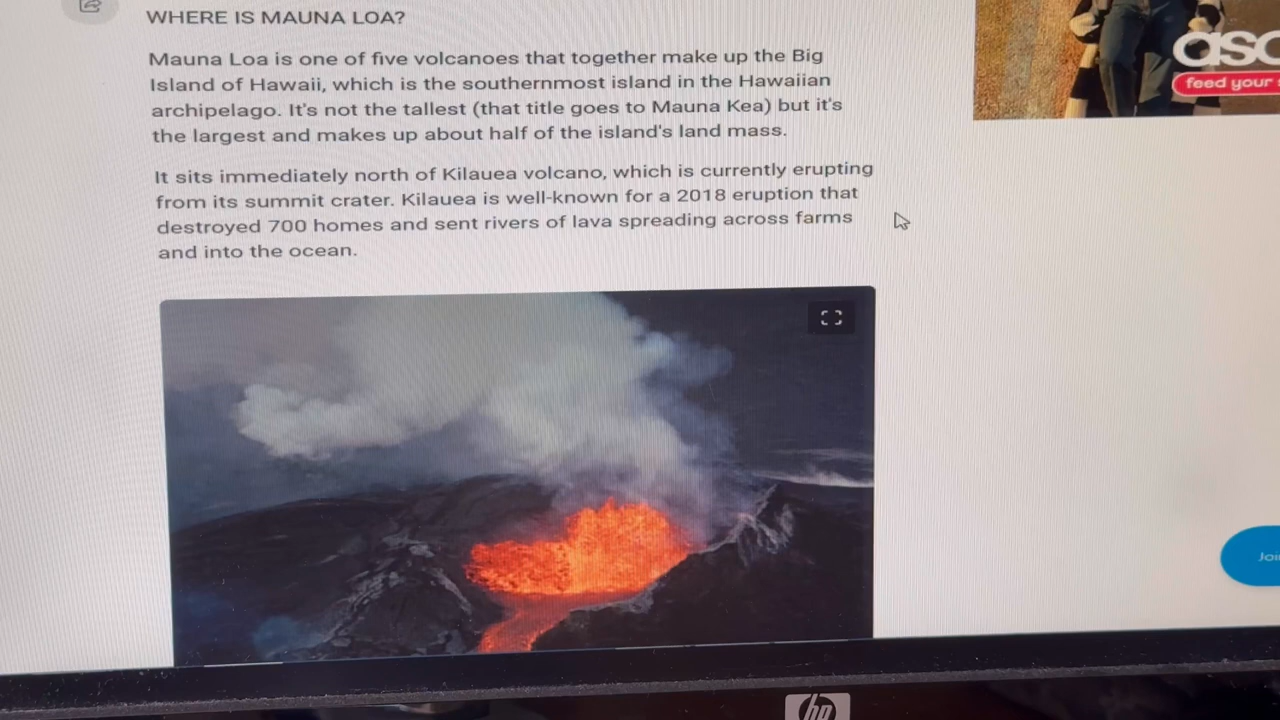 WHERE IS MAUNA LOA?
Mauna Loa is one of five volcanoes that together make up the Big
Island of Hawaii, which is the southernmost island in the Hawaiian
archipelago. It's not the tallest (that title goes to Mauna Kea) but it's
the largest and makes up about half of the island's land mass.
It sits immediately north of Kilauea volcano, which is currently erupting
from its summit crater. Kilauea is well-known for a 2018 eruption that
destroyed 700 homes and sent rivers of lava spreading across farms
and into the ocean.
feed your
hp